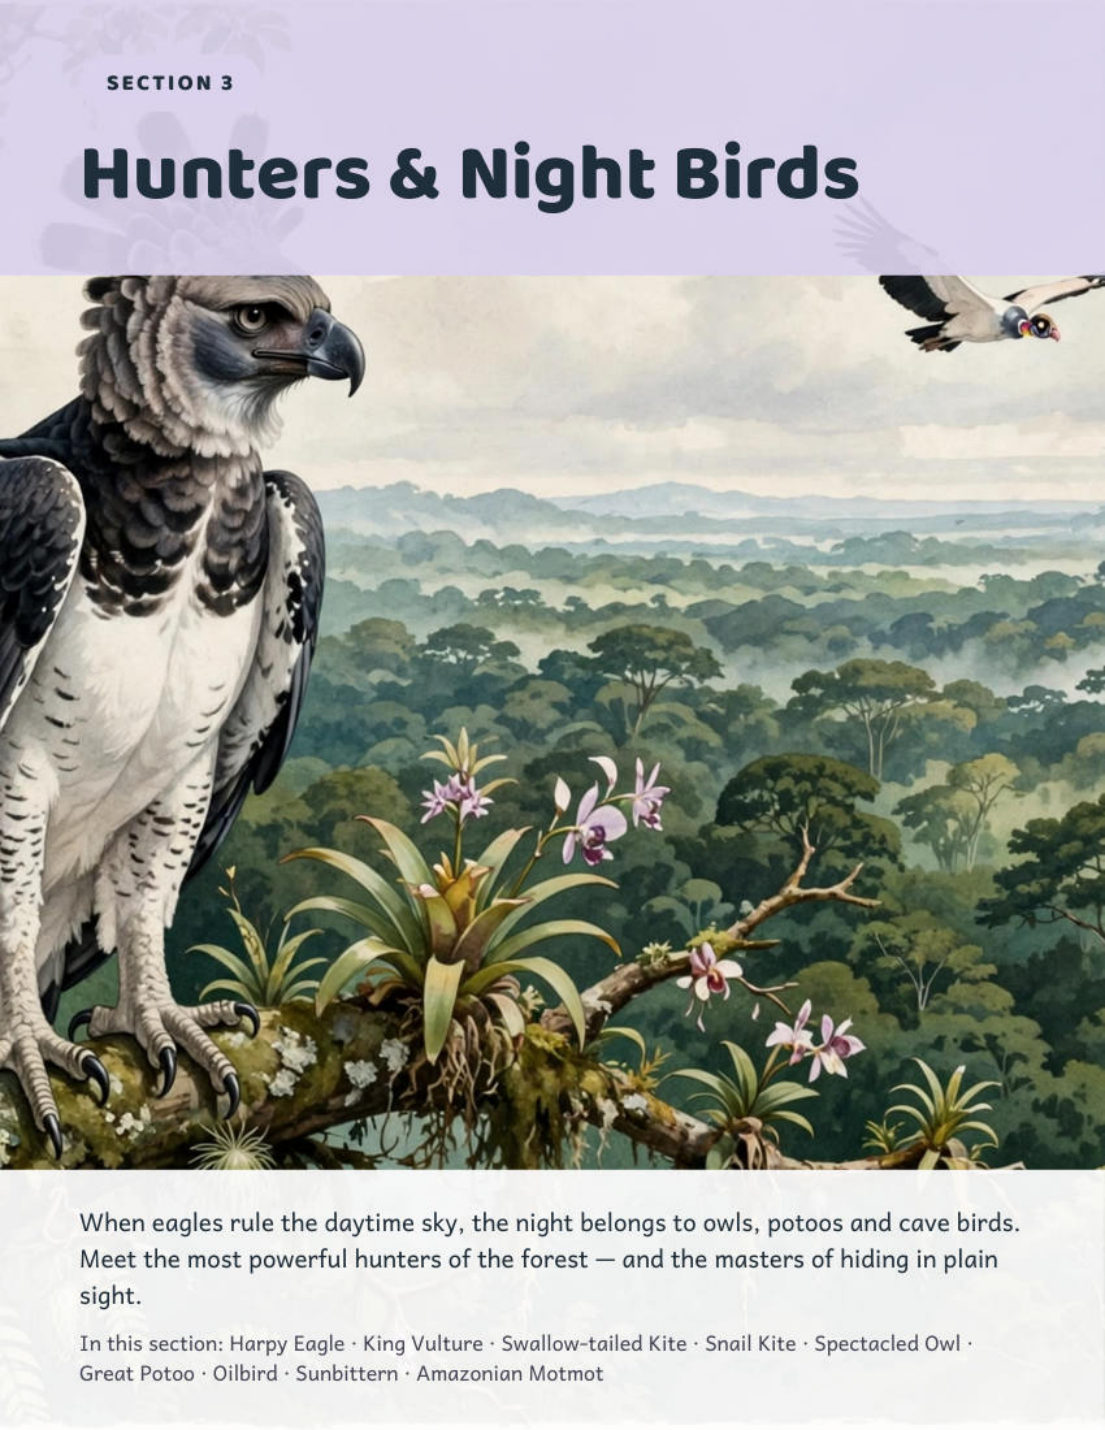 SECTION 3
Hunters & Night Birds
When eagles rule the daytime sky, the night belongs to owls, potoos and cave birds.
Meet the most powerful hunters of the forest — and the masters of hiding in plain
sight.
In this section: Harpy Eagle · King Vulture · Swallow-tailed Kite · Snail Kite · Spectacled Owl ·
Great Potoo · Oilbird · Sunbittern · Amazonian Motmot